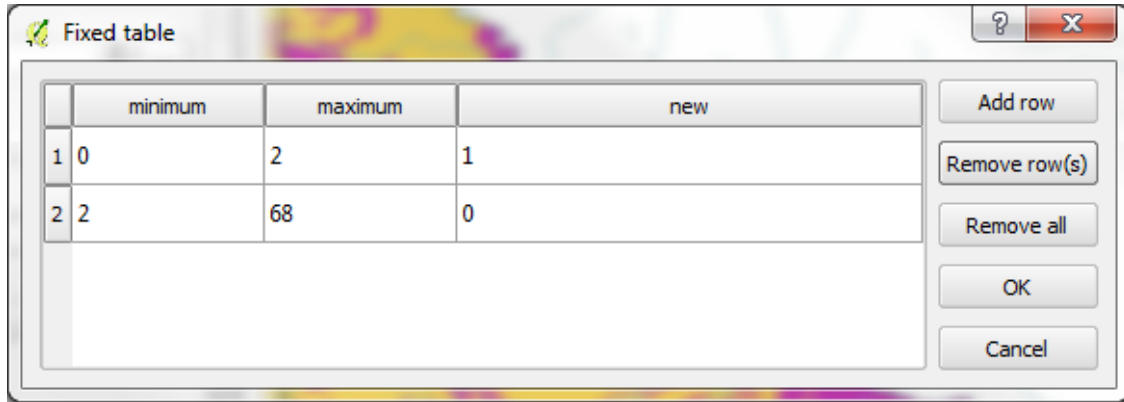 Fixed table
minimum maximum new
1 0 2 1
2 2 68 0
Add row
Remove row(s)
Remove all
OK
Cancel